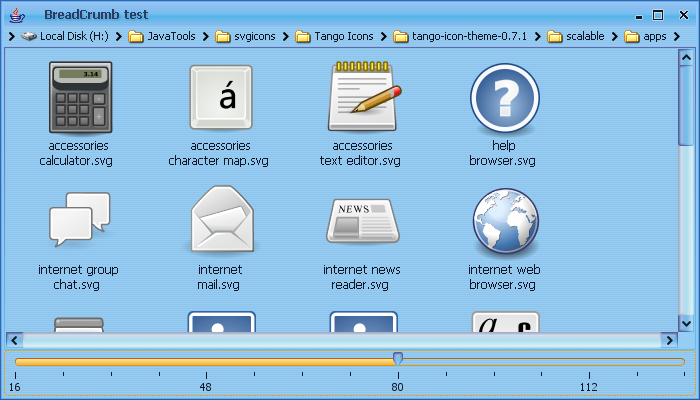 BreadCrumb test
Local Disk (H:) JavaTools svgicons Tango Icons tango-icon-theme-0.7.1 scalable apps
3.14
á
accessories calculator.svg
accessories character map.svg
accessories text editor.svg
?
help browser.svg
NEWS
internet group chat.svg
internet mail.svg
internet news reader.svg
internet web browser.svg
a
16 48 80 112